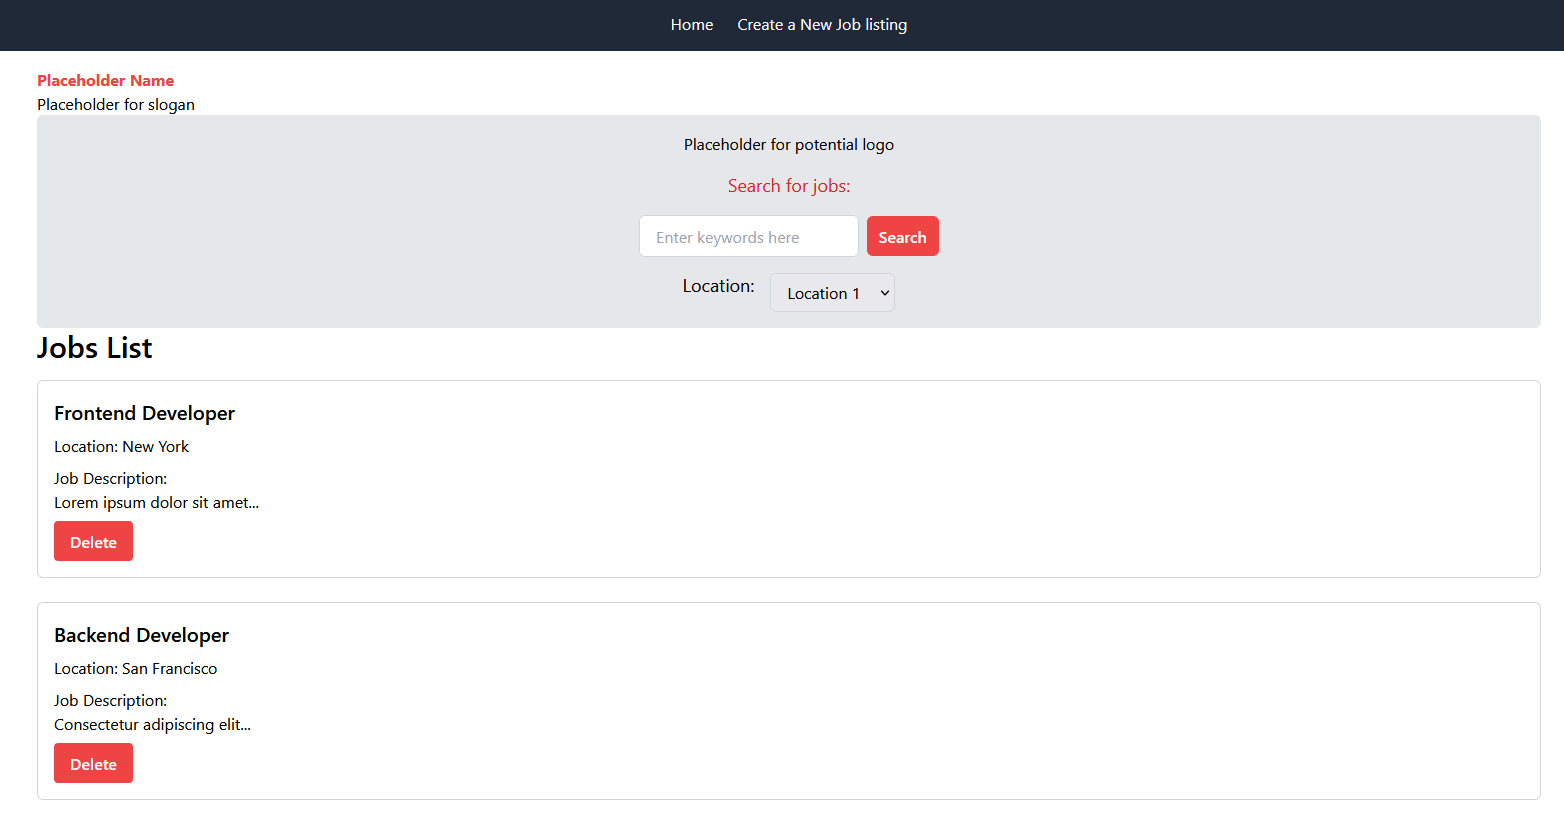 Home Create a New Job listing
Placeholder Name
Placeholder for slogan
Placeholder for potential logo
Search for jobs:
Enter keywords here Search
Location: Location 1
Jobs List
Frontend Developer
Location: New York
Job Description:
Lorem ipsum dolor sit amet...
Delete
Backend Developer
Location: San Francisco
Job Description:
Consectetur adipiscing elit...
Delete